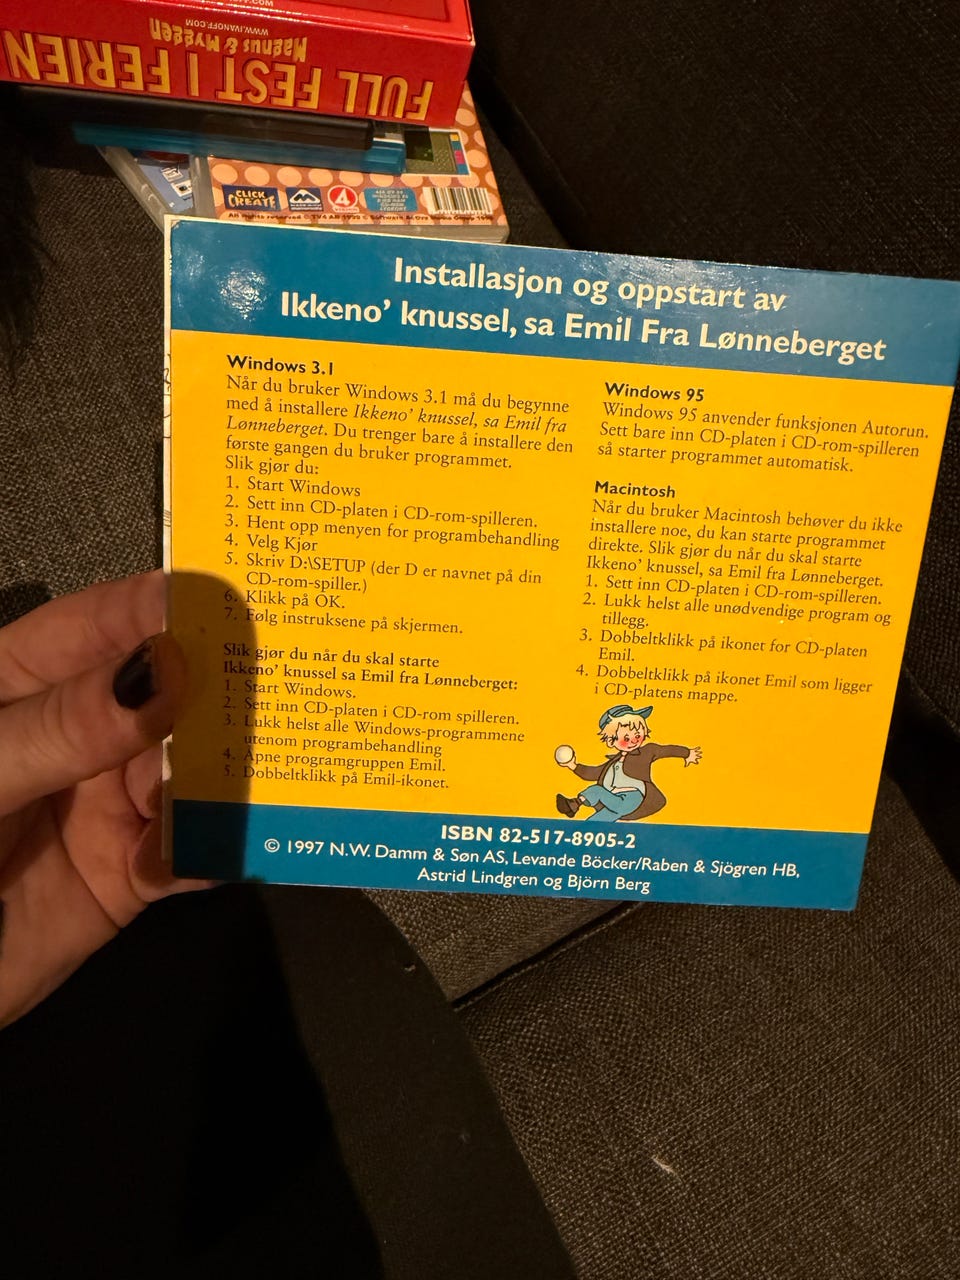 FULL FEST I FERIEN
Magnus & Myggen
WWW.IVANOFF.COM
CLICK
CREATE
4
All rights reserved © TV4 AB 1998 © Software
Installasjon og oppstart av
Ikkeno’ knussel, sa Emil Fra Lønneberget
Windows 3.1
Når du bruker Windows 3.1 må du begynne
med å installere Ikkeno’ knussel, sa Emil fra
Lønneberget. Du trenger bare å installere den
første gangen du bruker programmet.
Slik gjør du:
1. Start Windows
2. Sett inn CD-platen i CD-rom-spilleren.
3. Hent opp menyen for programbehandling
4. Velg Kjør
5. Skriv D:\SETUP (der D er navnet på din
CD-rom-spiller.)
6. Klikk på OK.
7. Følg instruksene på skjermen.
Slik gjør du når du skal starte
Ikkeno’ knussel sa Emil fra Lønneberget:
1. Start Windows.
2. Sett inn CD-platen i CD-rom spilleren.
3. Lukk helst alle Windows-programmene
utenom programbehandling
4. Åpne programgruppen Emil.
5. Dobbeltklikk på Emil-ikonet.
Windows 95
Windows 95 anvender funksjonen Autorun.
Sett bare inn CD-platen i CD-rom-spilleren
så starter programmet automatisk.
Macintosh
Når du bruker Macintosh behøver du ikke
installere noe, du kan starte programmet
direkte. Slik gjør du når du skal starte
Ikkeno’ knussel, sa Emil fra Lønneberget.
1. Sett inn CD-platen i CD-rom-spilleren.
2. Lukk helst alle unødvendige program og
tillegg.
3. Dobbeltklikk på ikonet for CD-platen
Emil.
4. Dobbeltklikk på ikonet Emil som ligger
i CD-platens mappe.
ISBN 82-517-8905-2
© 1997 N.W. Damm & Søn AS, Levande Böcker/Raben & Sjögren HB,
Astrid Lindgren og Björn Berg